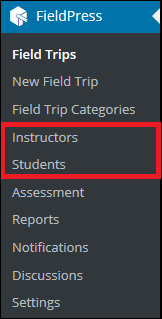 FieldPress
Field Trips
New Field Trip
Field Trip Categories
Instructors
Students
Assessment
Reports
Notifications
Discussions
Settings